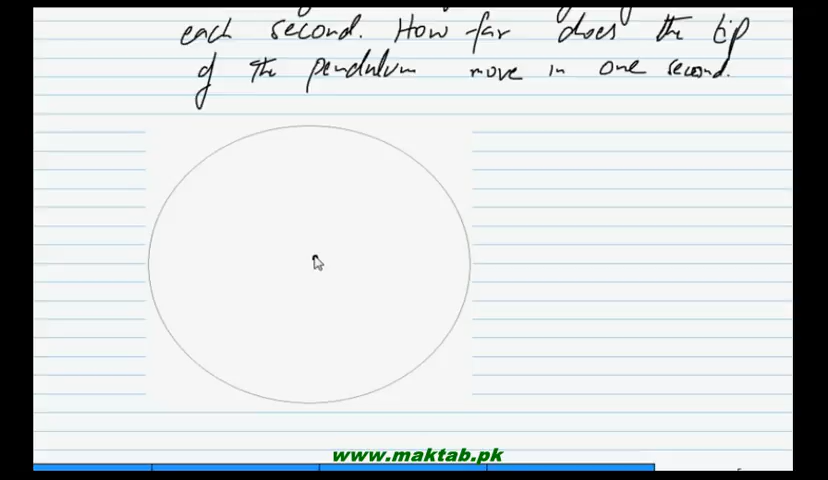 each second. How far does the tip
of the pendulum move in one second.
www.maktab.pk